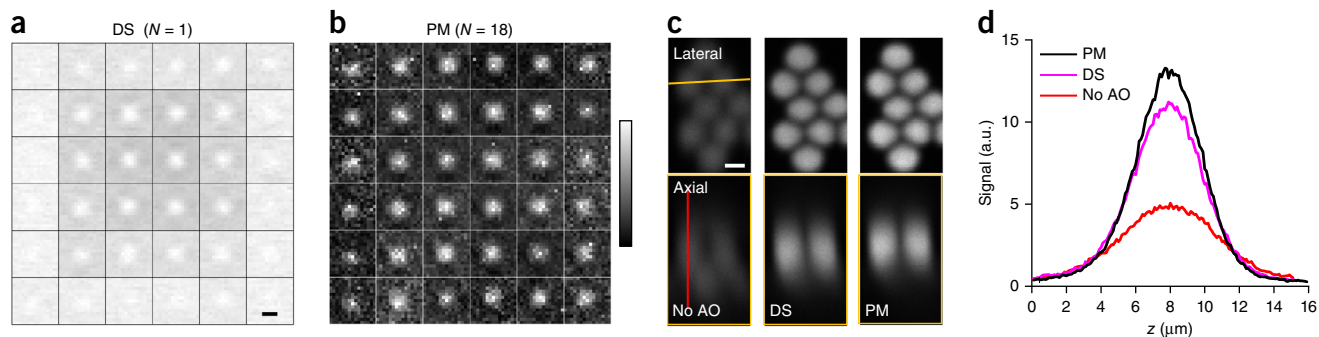 a
DS (N = 1)
b
PM (N = 18)
c
Lateral
Axial
No AO
DS
PM
d
15
10
5
0
Signal (a.u.)
PM
DS
No AO
0 2 4 6 8 10 12 14 16
z (μm)